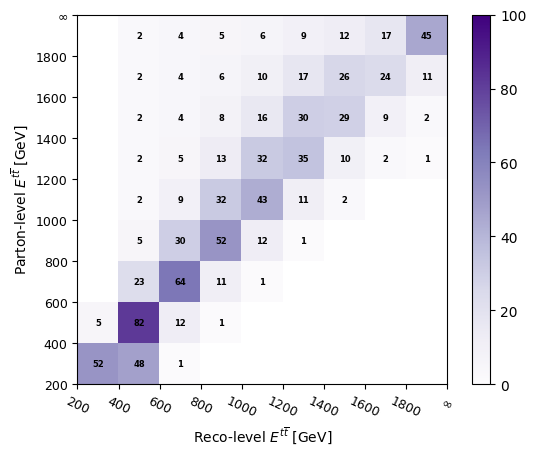 ∞ 2 4 5 6 9 12 17 45 100
1800 2 4 6 10 17 26 24 11
1600 2 4 8 16 30 29 9 2 80
1400 2 5 13 32 35 10 2 1
1200 2 9 32 43 11 2 60
1000 5 30 52 12 1 40
800 23 64 11 1
600 5 82 12 1 20
400 52 48 1
200 0
200 400 600 800 1000 1200 1400 1600 1800 ∞
Reco-level E^{tt̅} [GeV]
Parton-level E^{tt̅} [GeV]